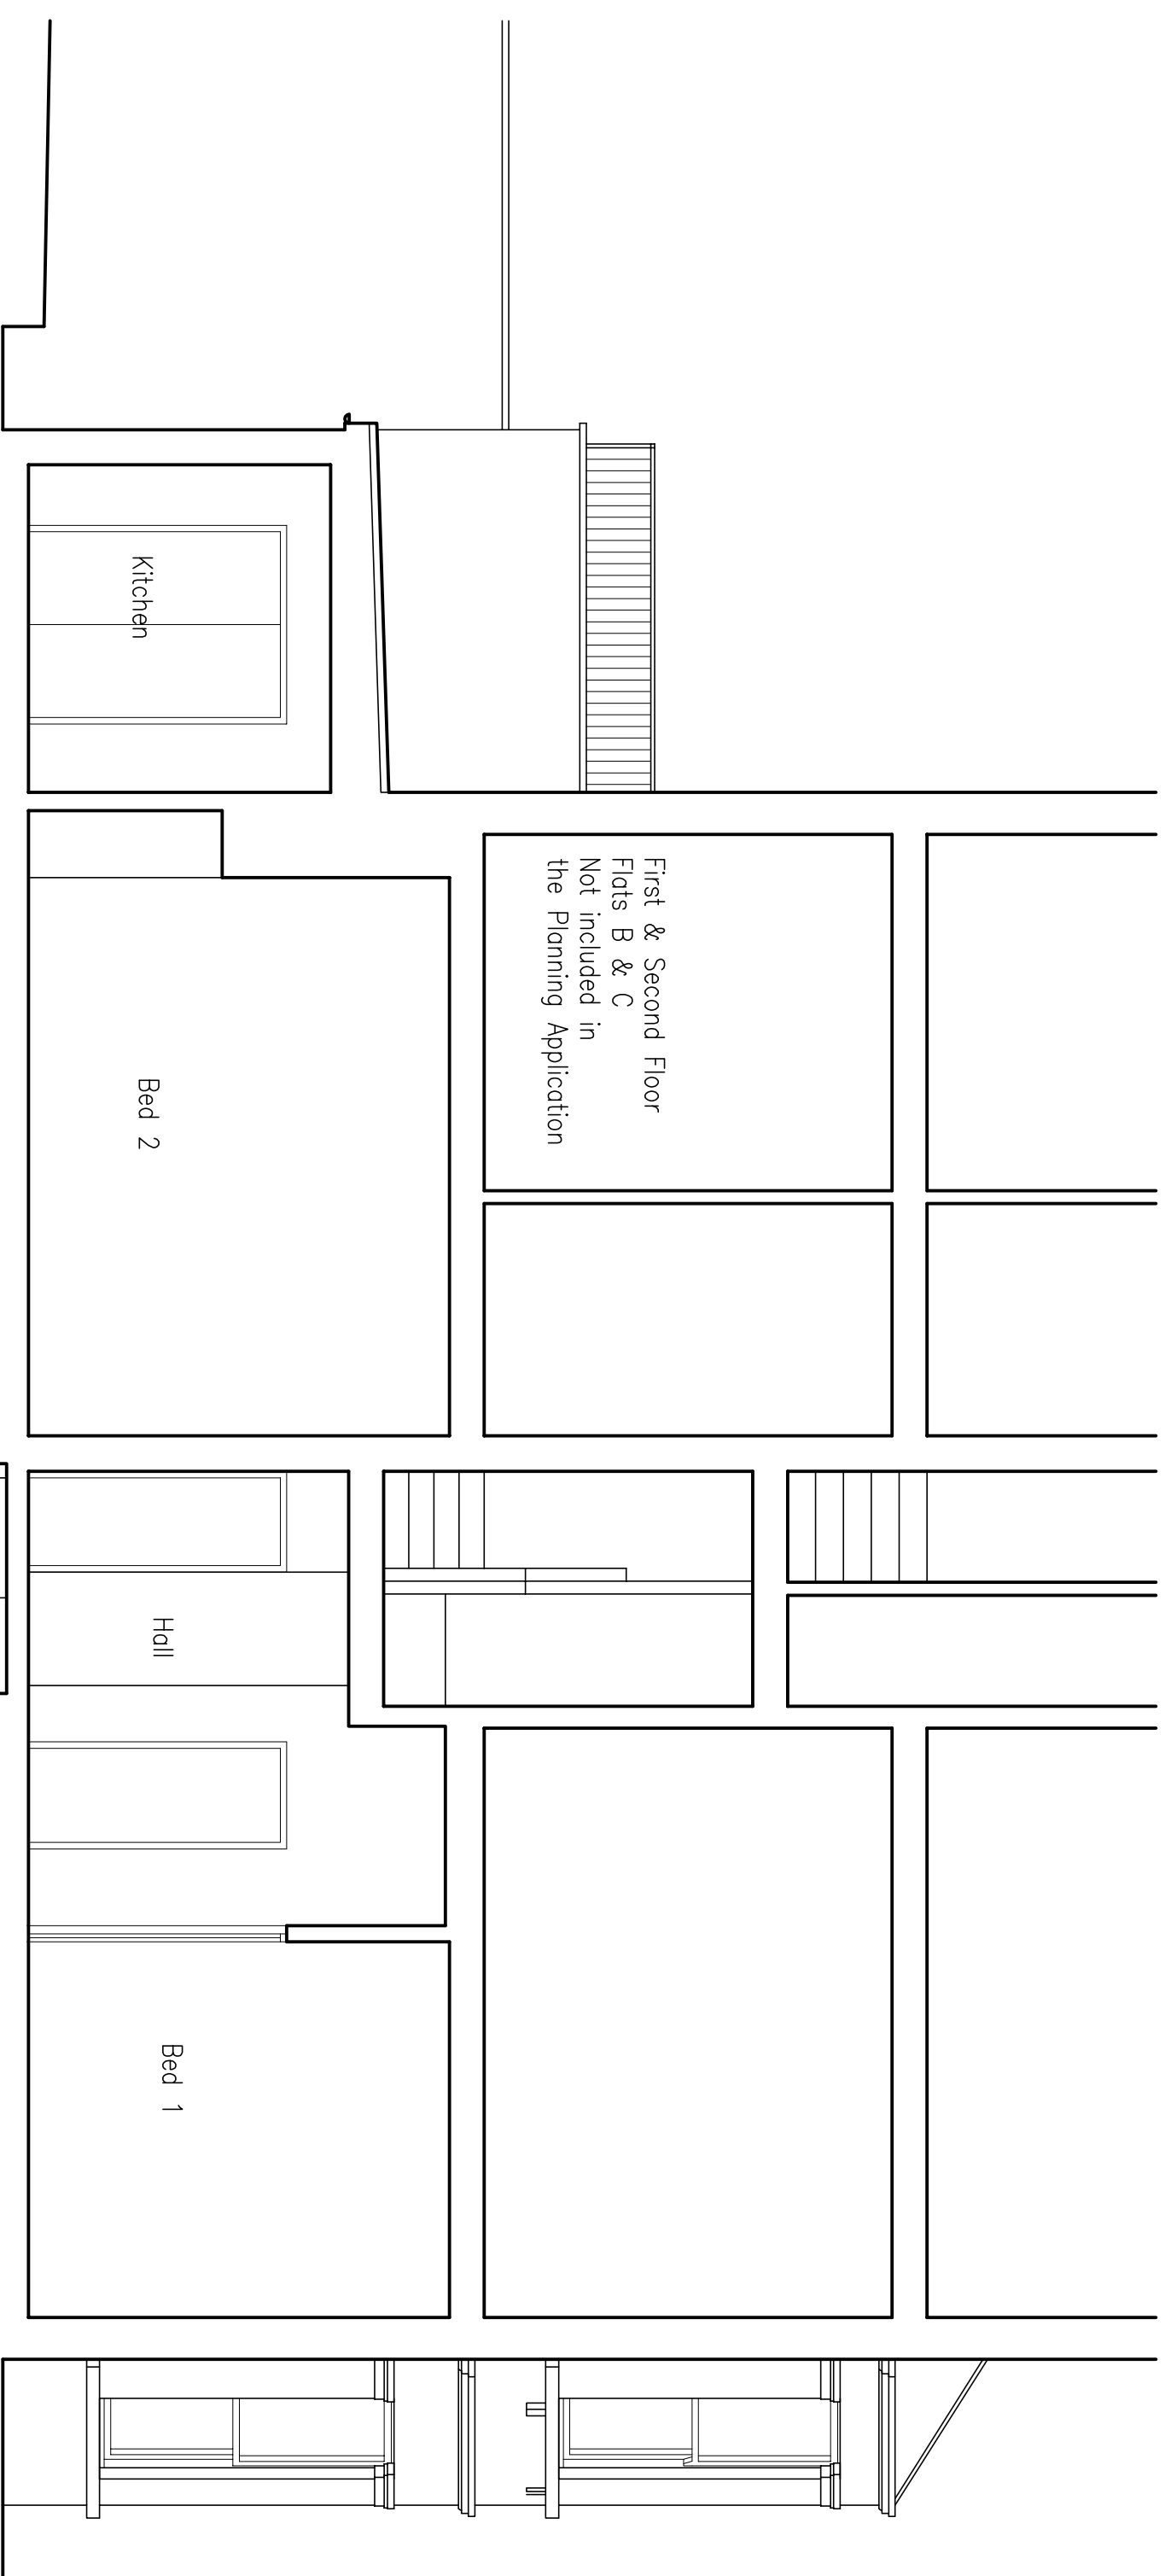 First & Second Floor
Flats B & C
Not included in
the Planning Application
Kitchen
Bed 2
Hall
Bed 1